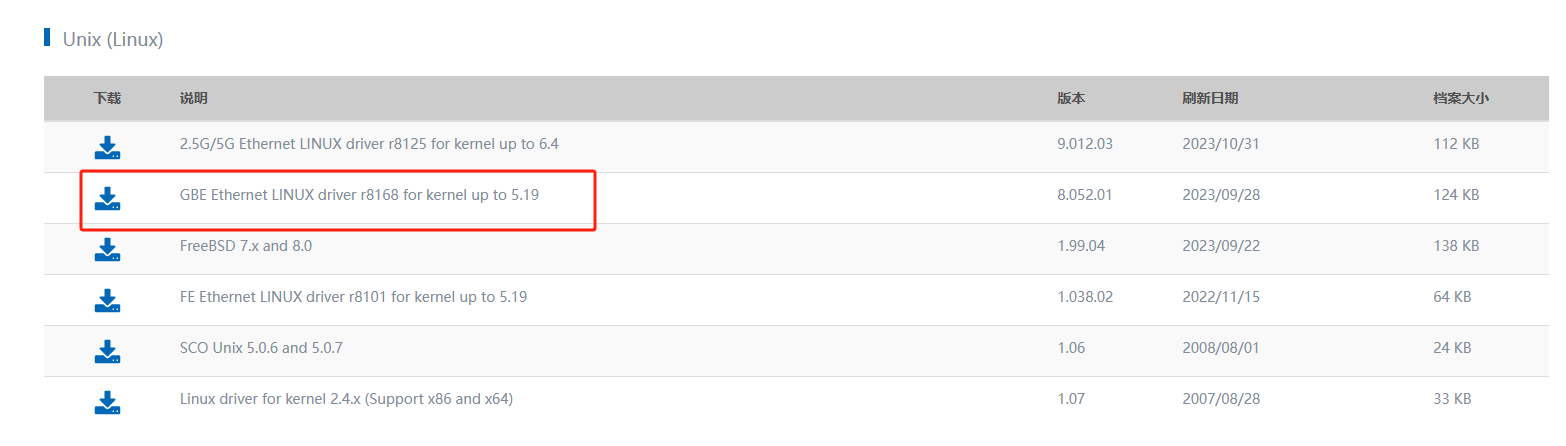 Unix (Linux)
下载 说明 版本 刷新日期 档案大小
2.5G/5G Ethernet LINUX driver r8125 for kernel up to 6.4 9.012.03 2023/10/31 112 KB
GBE Ethernet LINUX driver r8168 for kernel up to 5.19 8.052.01 2023/09/28 124 KB
FreeBSD 7.x and 8.0 1.99.04 2023/09/22 138 KB
FE Ethernet LINUX driver r8101 for kernel up to 5.19 1.038.02 2022/11/15 64 KB
SCO Unix 5.0.6 and 5.0.7 1.06 2008/08/01 24 KB
Linux driver for kernel 2.4.x (Support x86 and x64) 1.07 2007/08/28 33 KB